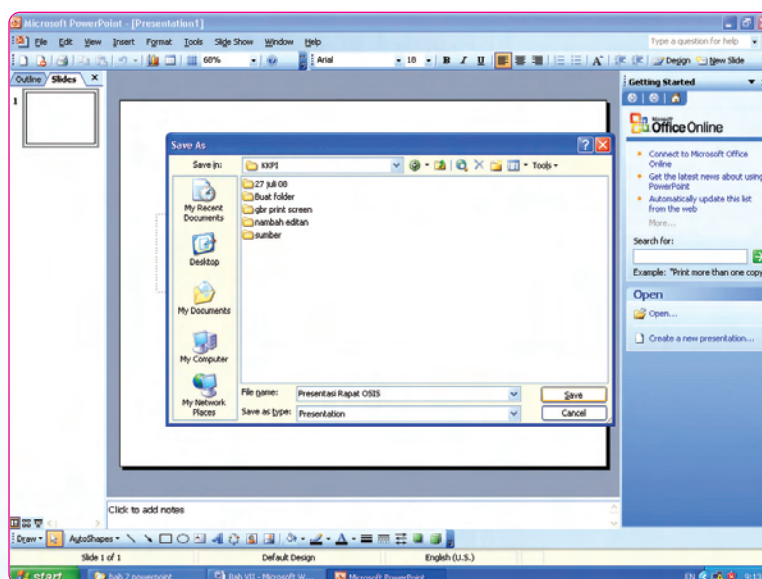 Microsoft PowerPoint - [Presentation1]
File Edit View Insert Format Tools Slide Show Window Help
Type a question for help
68%
Arial
18
B I U
Design
New Slide
Outline
Slides
Getting Started
1
Microsoft
Office Online
Connect to Microsoft Office Online
Get the latest news about using PowerPoint
Automatically update this list from the web
More...
Search for:
Example: "Print more than one copy
Open
Open...
Create a new presentation...
Save As
Save in:
KKPI
Tools
27 juli 08
Buat folder
gbr print screen
nambah editan
sumber
My Recent Documents
Desktop
My Documents
My Computer
My Network Places
File name:
Presentasi Rapat OSIS
Save
Save as type:
Presentation
Cancel
Click to add notes
Draw
AutoShapes
Slide 1 of 1
Default Design
English (U.S.)
start
bab 2 powerpoint
Bab VII - Microsoft W...
Microsoft PowerPoint ...
EN